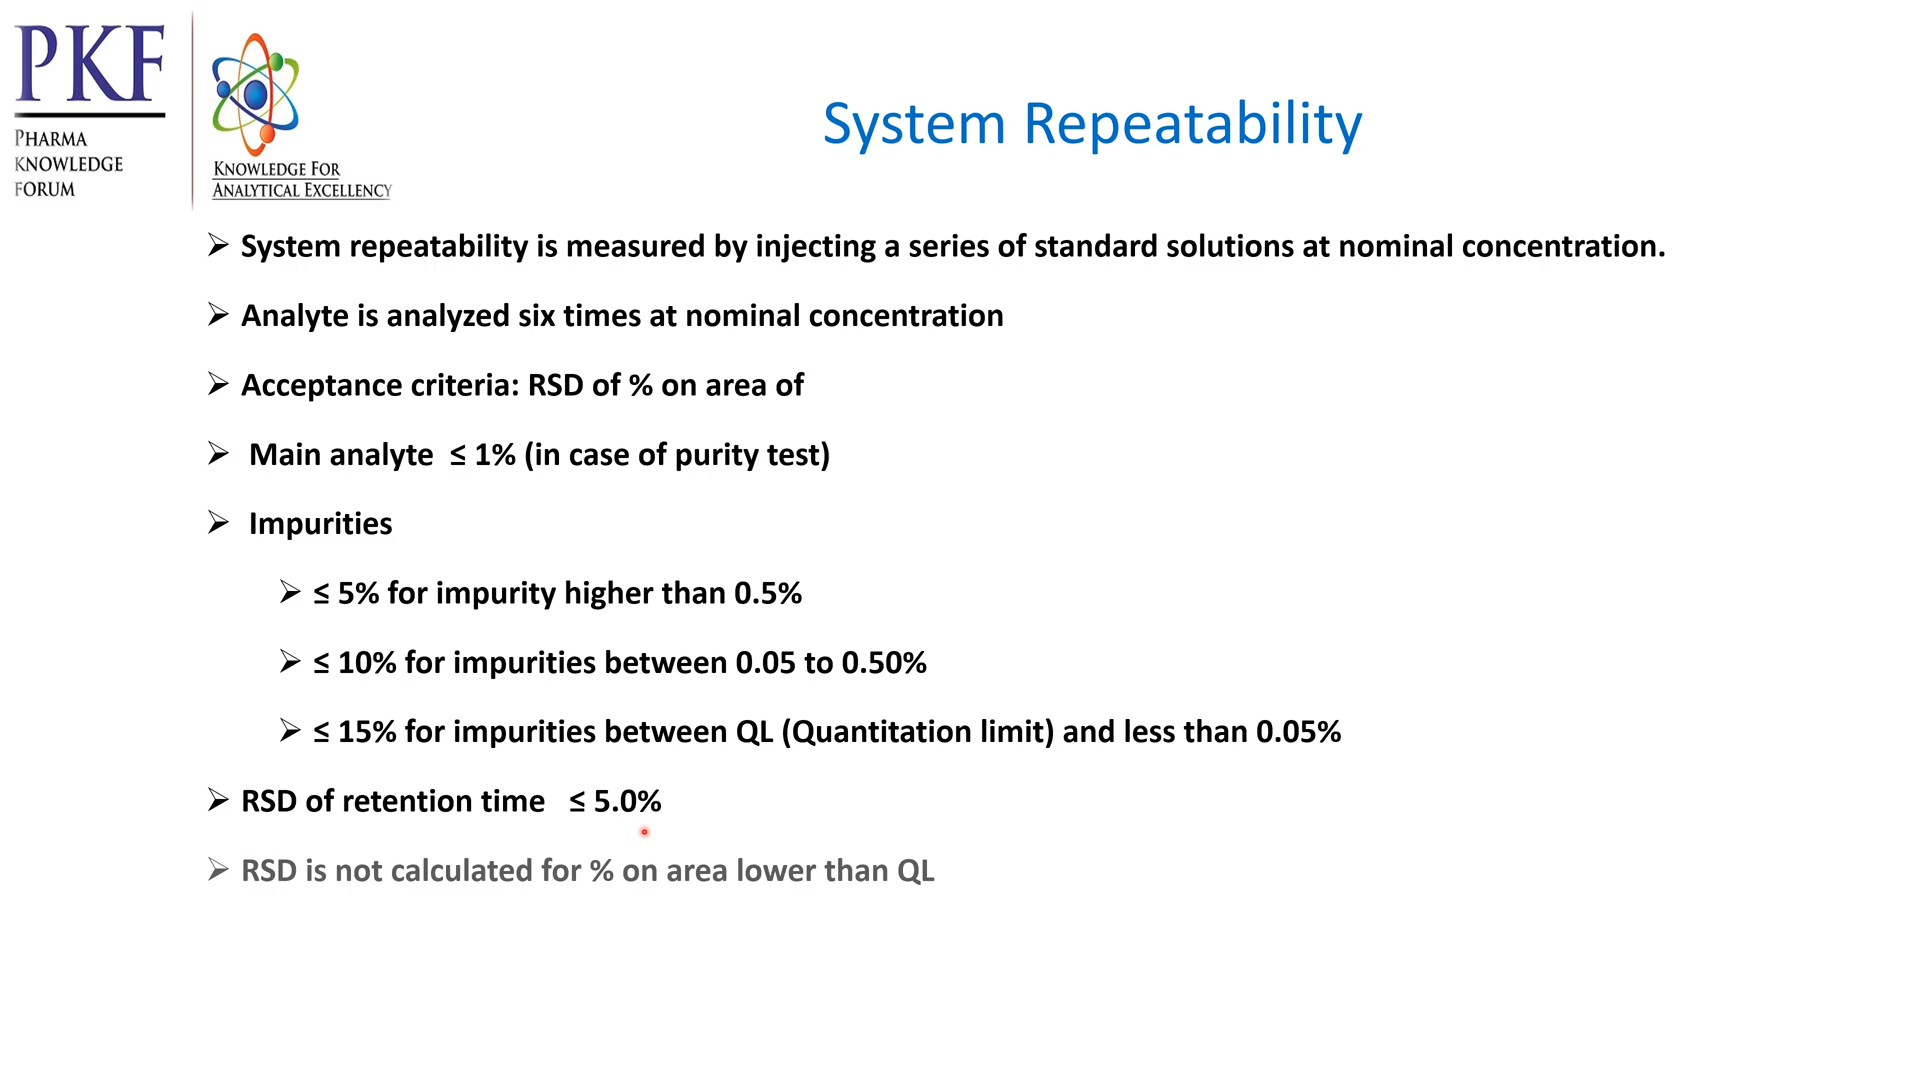 PKF
PHARMA
KNOWLEDGE
FORUM
KNOWLEDGE FOR
ANALYTICAL EXCELLENCY
System Repeatability
System repeatability is measured by injecting a series of standard solutions at nominal concentration.
Analyte is analyzed six times at nominal concentration
Acceptance criteria: RSD of % on area of
Main analyte ≤ 1% (in case of purity test)
Impurities
≤ 5% for impurity higher than 0.5%
≤ 10% for impurities between 0.05 to 0.50%
≤ 15% for impurities between QL (Quantitation limit) and less than 0.05%
RSD of retention time ≤ 5.0%
RSD is not calculated for % on area lower than QL